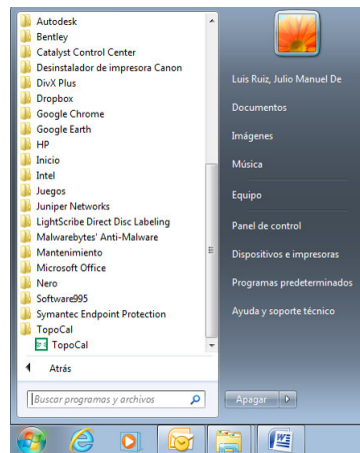 Autodesk
Bentley
Catalyst Control Center
Desinstalador de impresora Canon
DivX Plus
Dropbox
Google Chrome
Google Earth
HP
Inicio
Intel
Juegos
Juniper Networks
LightScribe Direct Disc Labeling
Malwarebytes' Anti-Malware
Mantenimiento
Microsoft Office
Nero
Software995
Symantec Endpoint Protection
TopoCal
TopoCal
Atrás
Buscar programas y archivos
Luis Ruiz, Julio Manuel De
Documentos
Imágenes
Música
Equipo
Panel de control
Dispositivos e impresoras
Programas predeterminados
Ayuda y soporte técnico
Apagar